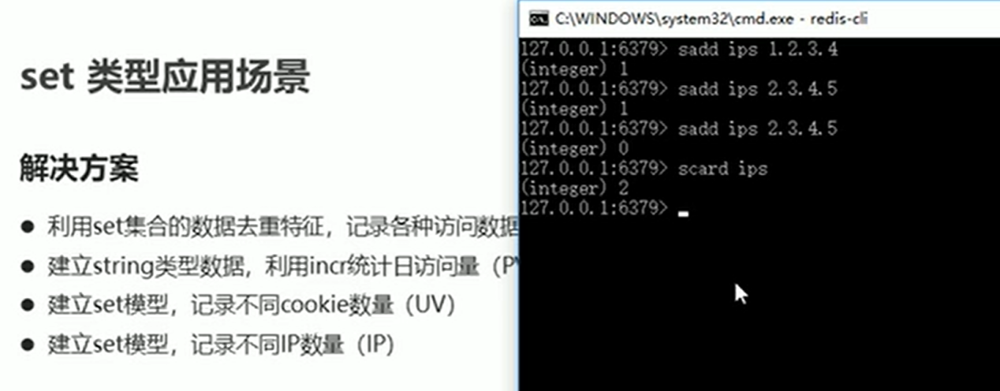 set 类型应用场景
解决方案
● 利用set集合的数据去重特征，记录各种访问数据
● 建立string类型数据，利用incr统计日访问量（P
● 建立set模型，记录不同cookie数量（UV）
● 建立set模型，记录不同IP数量（IP）
C:\WINDOWS\system32\cmd.exe - redis-cli
127.0.0.1:6379> sadd ips 1.2.3.4
(integer) 1
127.0.0.1:6379> sadd ips 2.3.4.5
(integer) 1
127.0.0.1:6379> sadd ips 2.3.4.5
(integer) 0
127.0.0.1:6379> scard ips
(integer) 2
127.0.0.1:6379>